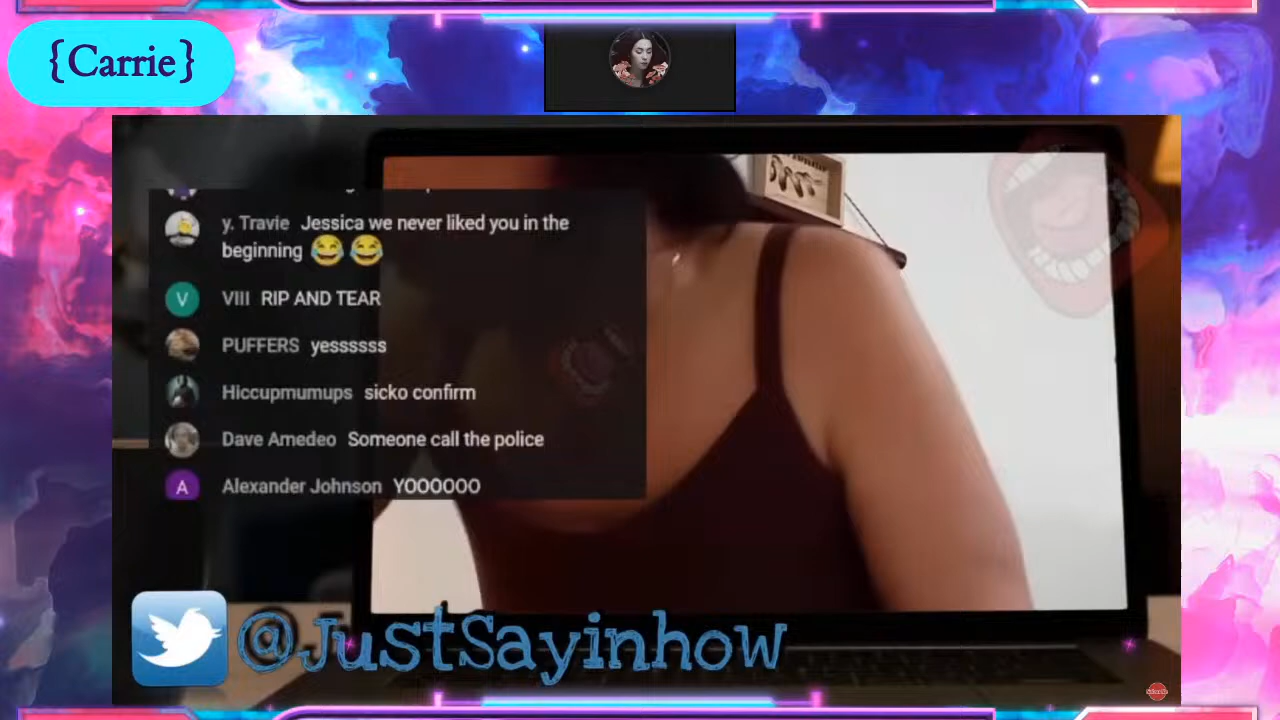 {Carrie}
y. Travie Jessica we never liked you in the
beginning 😂 😂
V VIII RIP AND TEAR
PUFFERS yessssss
Hiccupmumups sicko confirm
Dave Amedeo Someone call the police
A Alexander Johnson YOOOOOO
@JustSayinhow